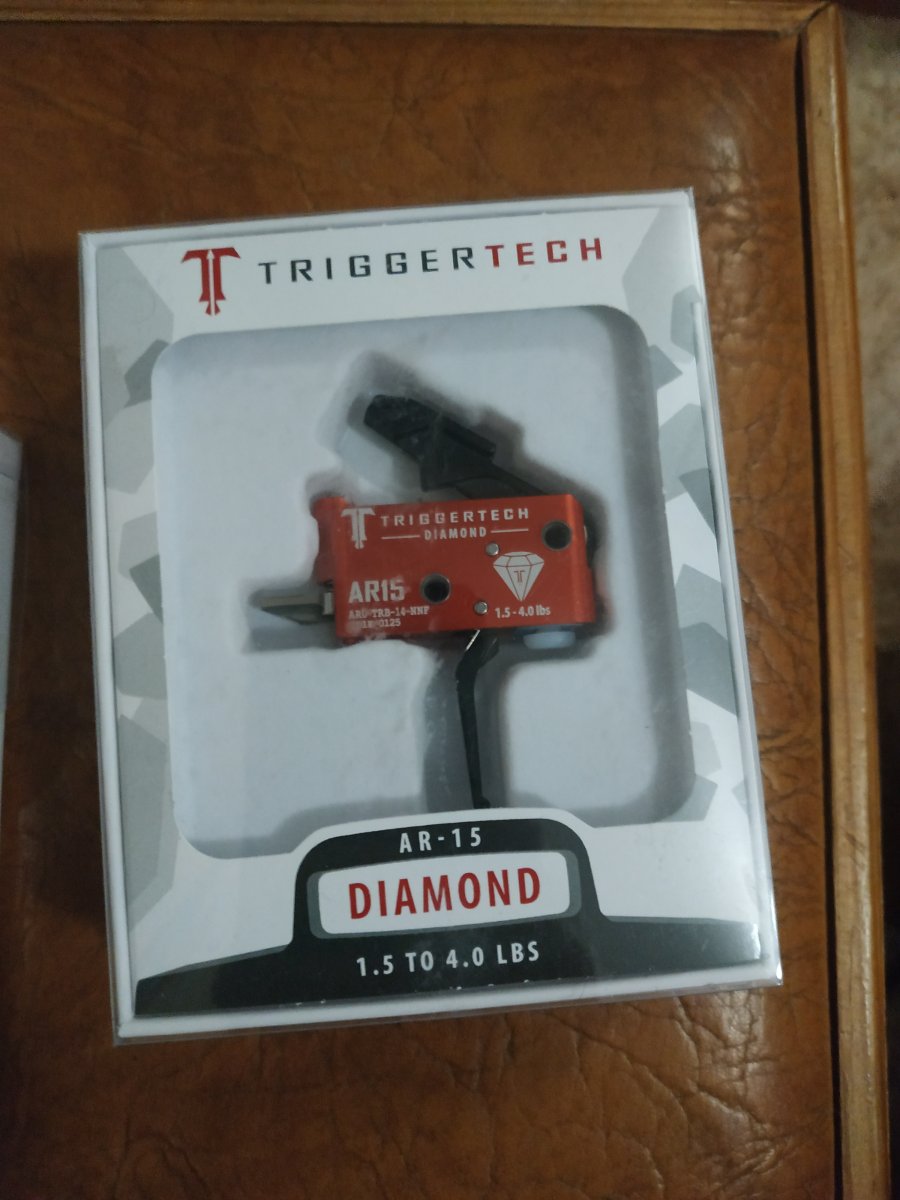 TRIGGERTECH
TRIGGERTECH
DIAMOND
AR15
1.5 - 4.0 lbs
AR-15
DIAMOND
1.5 TO 4.0 LBS